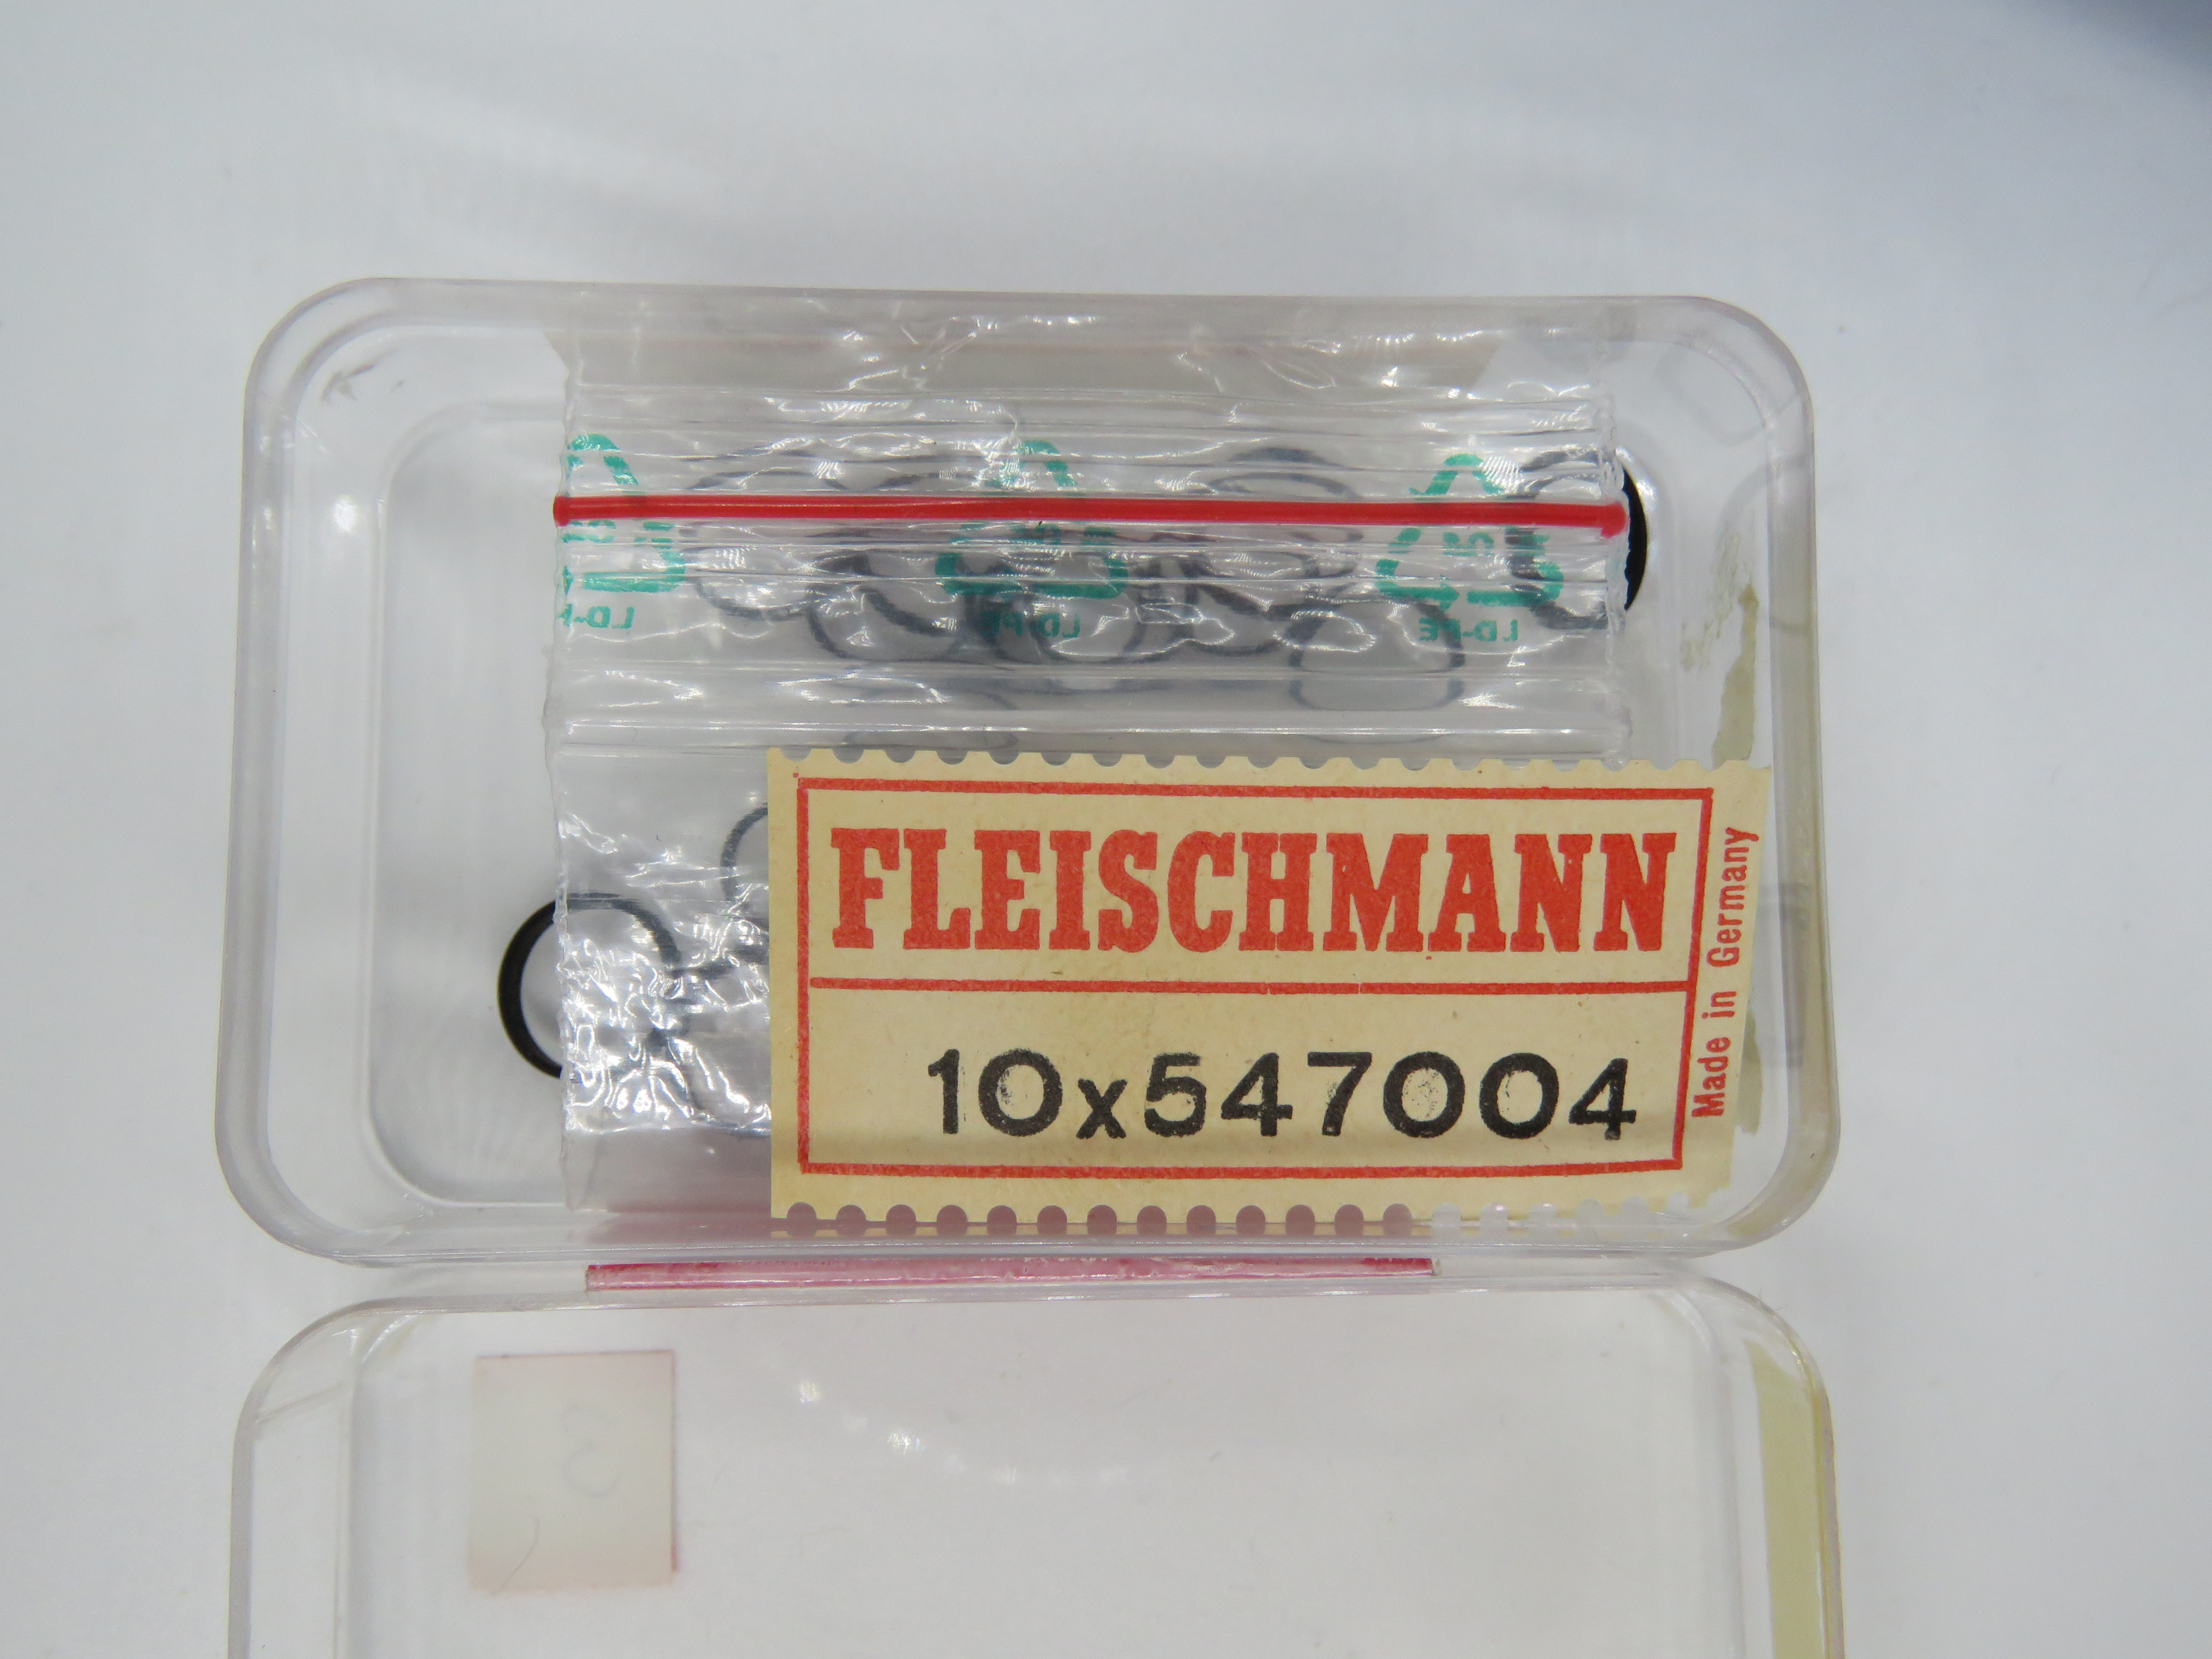 LD-PE
LD-PE
FLEISCHMANN
10x547004
Made in Germany